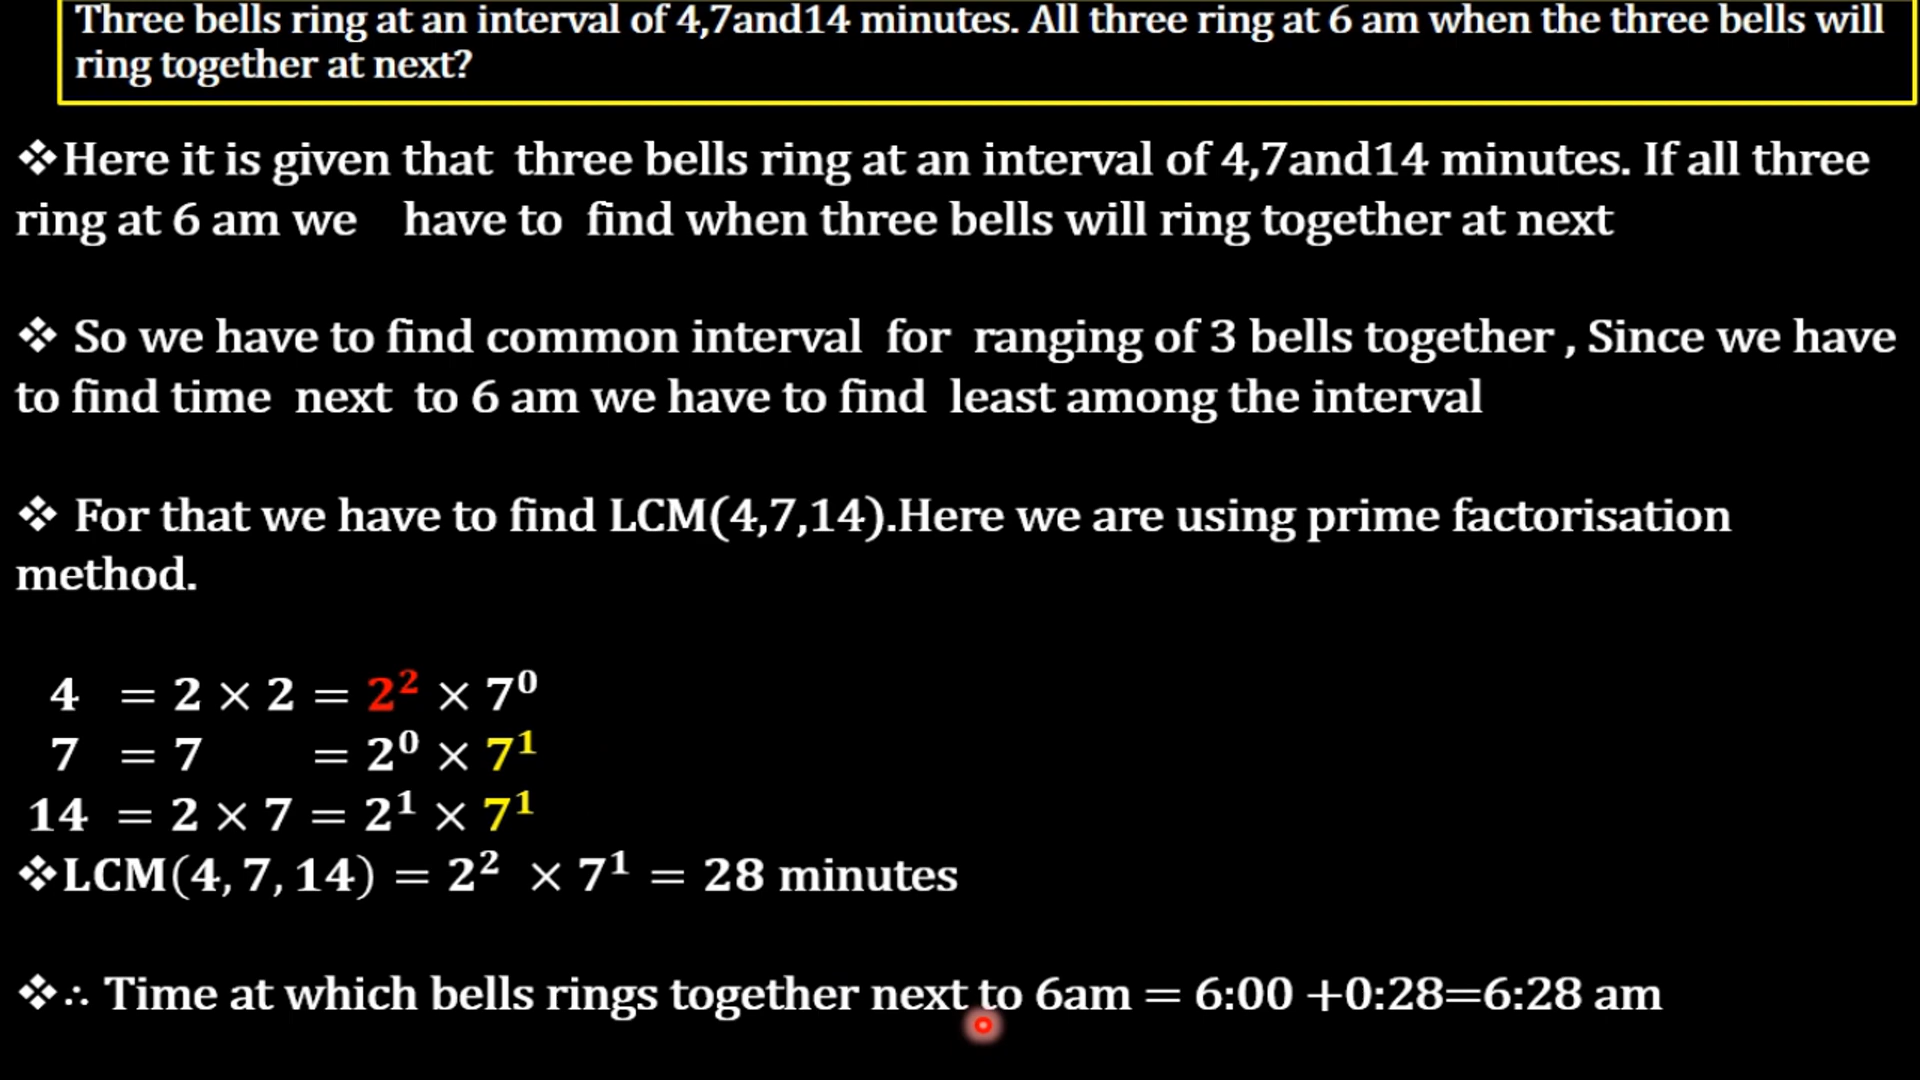 Three bells ring at an interval of 4,7and14 minutes. All three ring at 6 am when the three bells will
ring together at next?
❖Here it is given that three bells ring at an interval of 4,7and14 minutes. If all three
ring at 6 am we have to find when three bells will ring together at next
❖ So we have to find common interval for ranging of 3 bells together , Since we have
to find time next to 6 am we have to find least among the interval
❖ For that we have to find LCM(4,7,14).Here we are using prime factorisation
method.
4 = 2 × 2 = 2² × 7⁰
7 = 7 = 2⁰ × 7¹
14 = 2 × 7 = 2¹ × 7¹
❖LCM(4, 7, 14) = 2² × 7¹ = 28 minutes
❖∴ Time at which bells rings together next to 6am = 6:00 +0:28=6:28 am